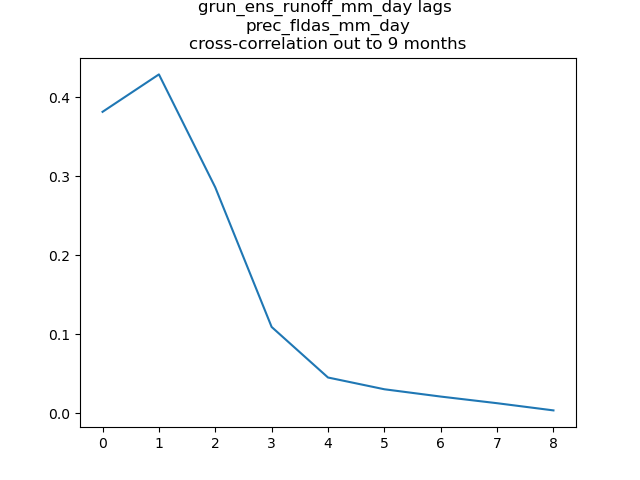 grun_ens_runoff_mm_day lags
prec_fldas_mm_day
cross-correlation out to 9 months
0.4
0.3
0.2
0.1
0.0
0 1 2 3 4 5 6 7 8